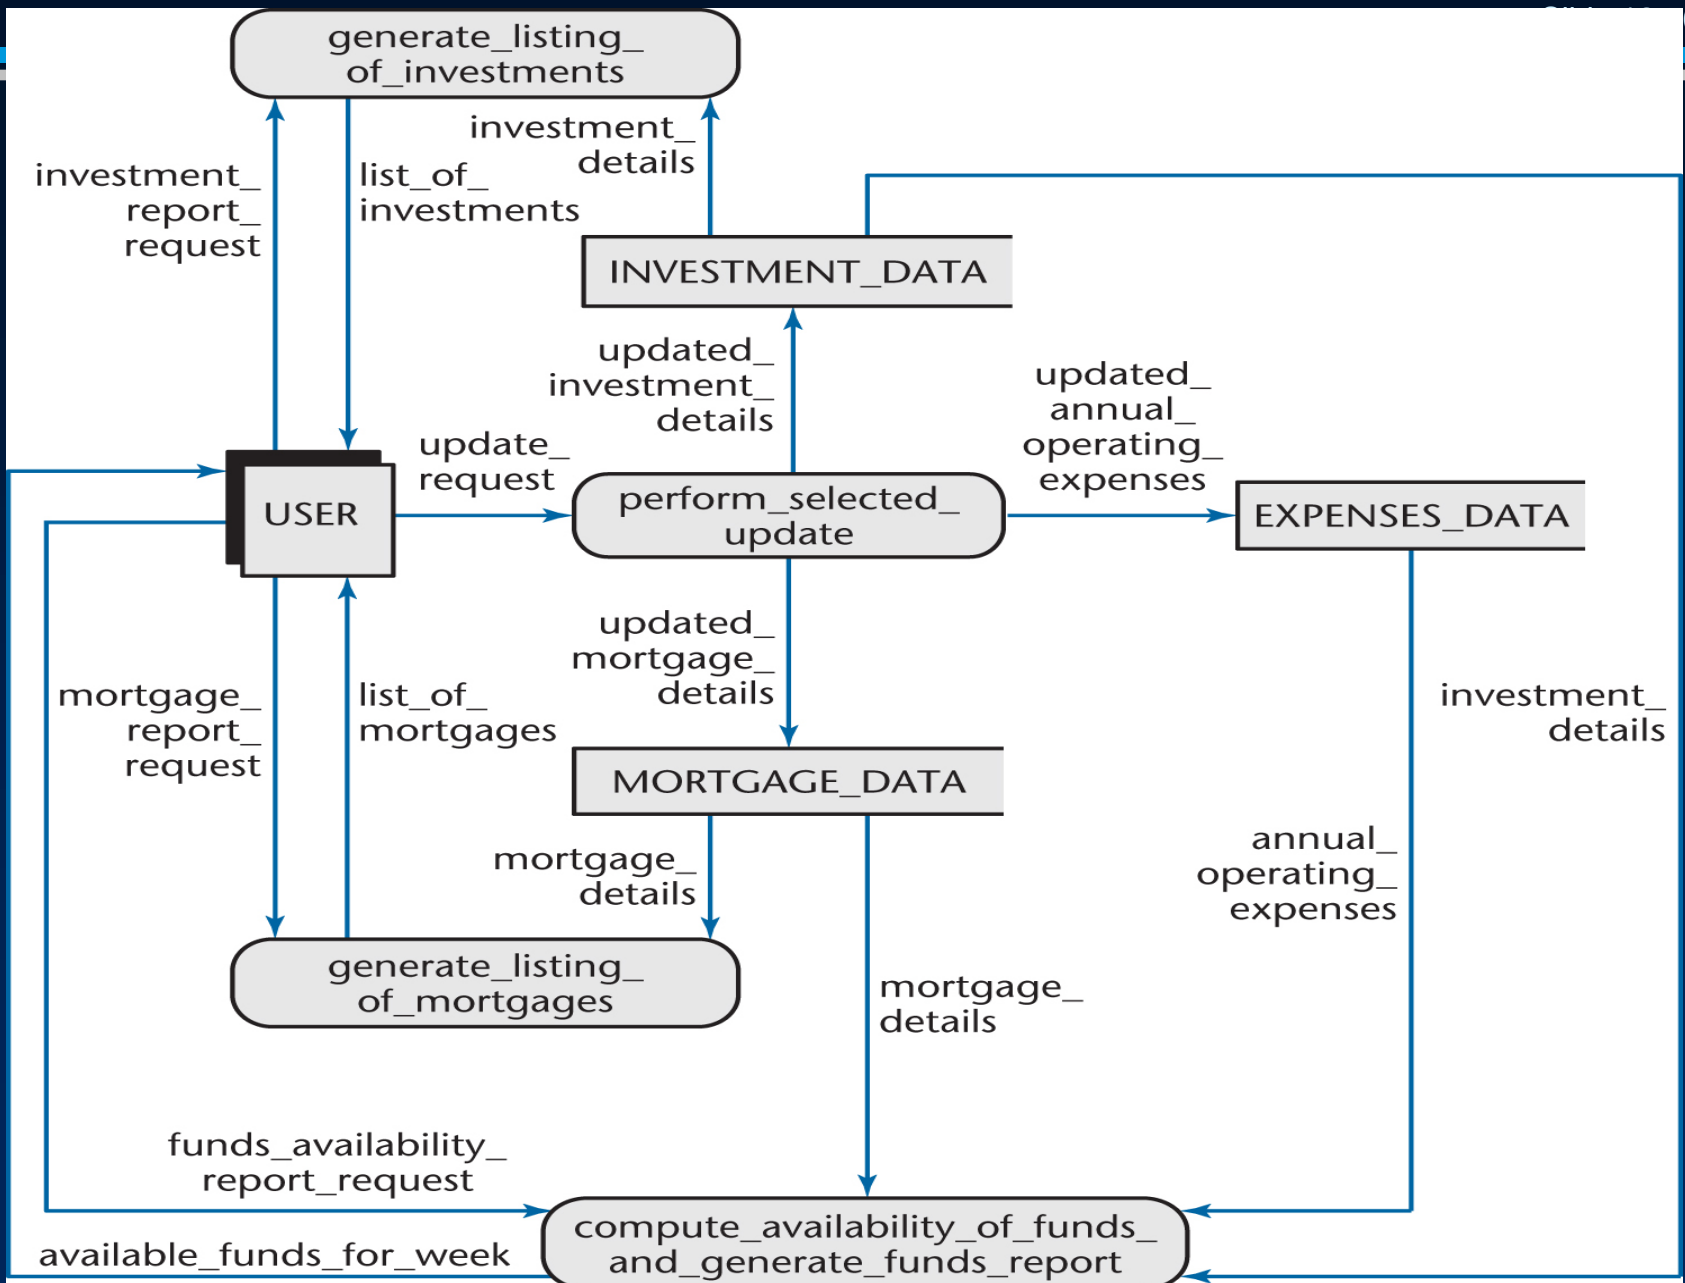 generate_listing_
of_investments
investment_
details
investment_
report_
request
list_of_
investments
INVESTMENT_DATA
updated_
investment_
details
updated_
annual_
operating_
expenses
update_
request
USER
perform_selected_
update
EXPENSES_DATA
updated_
mortgage_
details
mortgage_
report_
request
list_of_
mortgages
investment_
details
MORTGAGE_DATA
mortgage_
details
annual_
operating_
expenses
generate_listing_
of_mortgages
mortgage_
details
funds_availability_
report_request
compute_availability_of_funds_
and_generate_funds_report
available_funds_for_week